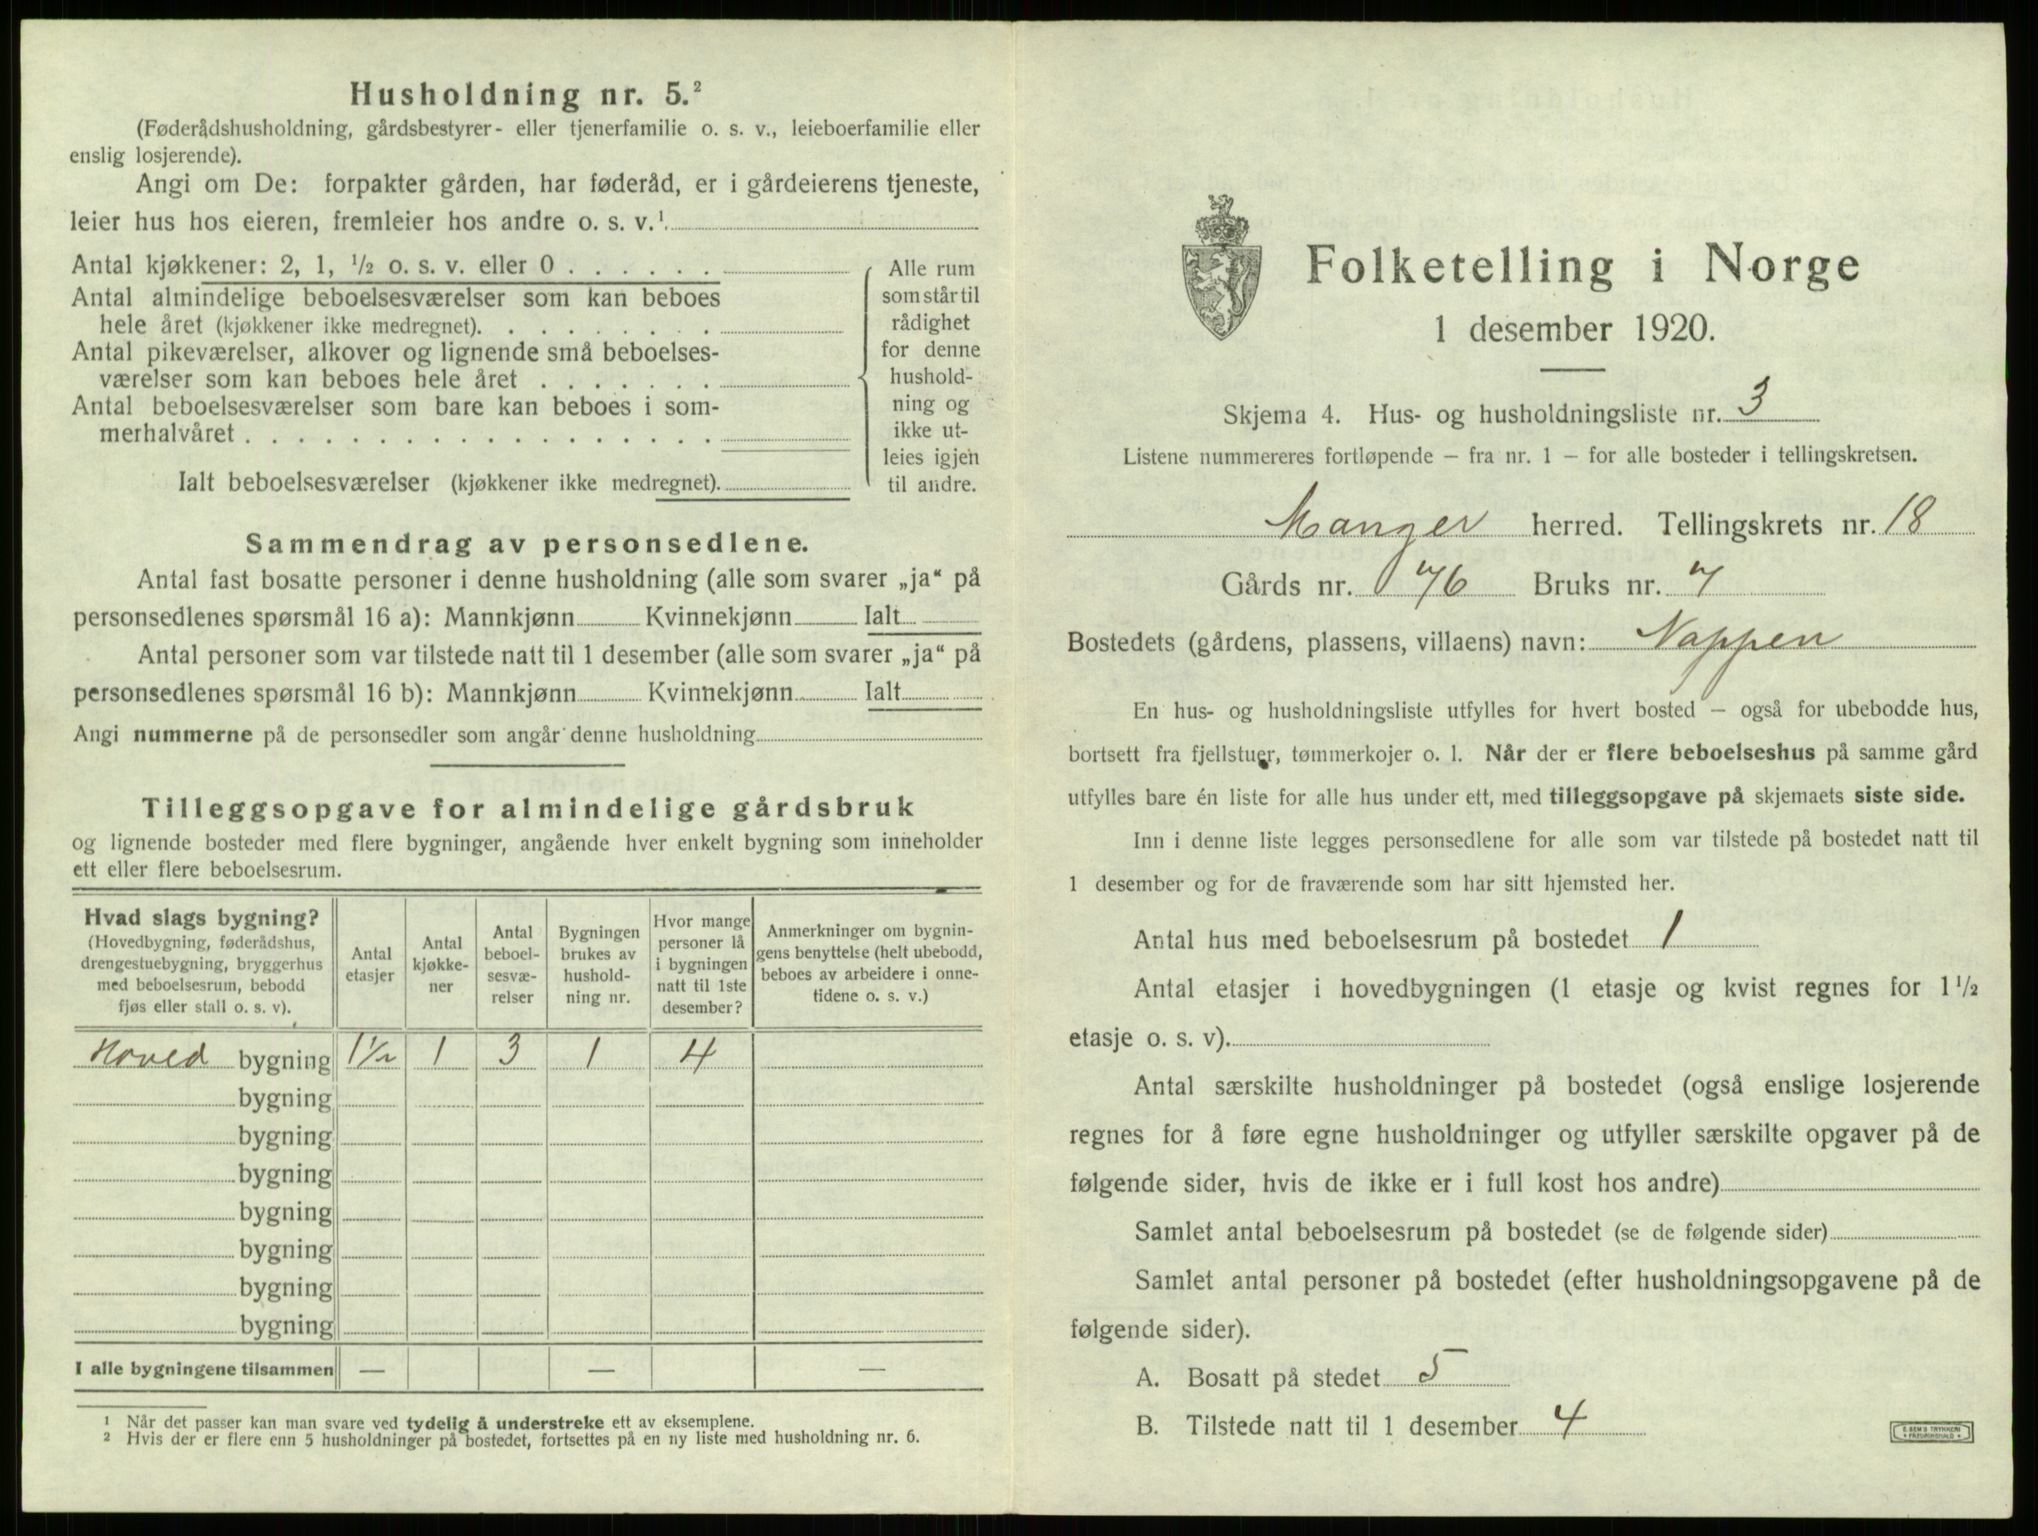 Husholdning nr. 5.²
(Føderådshusholdning, gårdsbestyrer- eller tjenerfamilie o. s. v., leieboerfamilie eller
enslig losjerende).
Angi om De: forpakter gården, har føderåd, er i gårdeierens tjeneste,
leier hus hos eieren, fremleier hos andre o. s. v.¹
Antal kjøkkener: 2, 1, ½ o. s. v. eller 0
Antal almindelige beboelsesværelser som kan beboes
hele året (kjøkkener ikke medregnet).
Antal pikeværelser, alkover og lignende små beboelses-
værelser som kan beboes hele året
Antal beboelsesværelser som bare kan beboes i som-
merhalvåret
Ialt beboelsesværelser (kjøkkener ikke medregnet).
Alle rum
som står til
rådighet
for denne
hushold-
ning og
ikke ut-
leies igjen
til andre.
Sammendrag av personsedlene.
Antal fast bosatte personer i denne husholdning (alle som svarer „ja“ på
personsedlenes spørsmål 16 a): Mannkjønn Kvinnekjønn Ialt
Antal personer som var tilstede natt til 1 desember (alle som svarer „ja“ på
personsedlenes spørsmål 16 b): Mannkjønn Kvinnekjønn Ialt
Angi nummerne på de personsedler som angår denne husholdning
Tilleggsopgave for almindelige gårdsbruk
og lignende bosteder med flere bygninger, angående hver enkelt bygning som inneholder
ett eller flere beboelsesrum.
Hvad slags bygning?
(Hovedbygning, føderådshus,
drengestuebygning, bryggerhus
med beboelsesrum, bebodd
fjøs eller stall o. s. v).
Antal
etasjer
Antal
kjøkke-
ner
Antal
beboel-
sesvæ-
relser
Bygningen
brukes av
hushold-
ning nr.
Hvor mange
personer lå
i bygningen
natt til 1ste
desember?
Anmerkninger om bygnin-
gens benyttelse (helt ubebodd,
beboes av arbeidere i onne-
tidene o. s. v.)
Hoved bygning 1½ 1 3 1 4
bygning
bygning
bygning
bygning
bygning
bygning
bygning
I alle bygningene tilsammen — — —
1 Når det passer kan man svare ved tydelig å understreke ett av eksemplene.
2 Hvis der er flere enn 5 husholdninger på bostedet, fortsettes på en ny liste med husholdning nr. 6.
Folketelling i Norge
1 desember 1920.
Skjema 4. Hus- og husholdningsliste nr. 3
Listene nummereres fortløpende – fra nr. 1 – for alle bosteder i tellingskretsen.
Manger herred. Tellingskrets nr. 18
Gårds nr. 76 Bruks nr. 7
Bostedets (gårdens, plassens, villaens) navn: Nappen
En hus- og husholdningsliste utfylles for hvert bosted – også for ubebodde hus,
bortsett fra fjellstuer, tømmerkojer o. l. Når der er flere beboelseshus på samme gård
utfylles bare én liste for alle hus under ett, med tilleggsopgave på skjemaets siste side.
Inn i denne liste legges personsedlene for alle som var tilstede på bostedet natt til
1 desember og for de fraværende som har sitt hjemsted her.
Antal hus med beboelsesrum på bostedet 1
Antal etasjer i hovedbygningen (1 etasje og kvist regnes for 1½
etasje o. s. v).
Antal særskilte husholdninger på bostedet (også enslige losjerende
regnes for å føre egne husholdninger og utfyller særskilte opgaver på de
følgende sider, hvis de ikke er i full kost hos andre)
Samlet antal beboelsesrum på bostedet (se de følgende sider)
Samlet antal personer på bostedet (efter husholdningsopgavene på de
følgende sider).
A. Bosatt på stedet 5
B. Tilstede natt til 1 desember 4